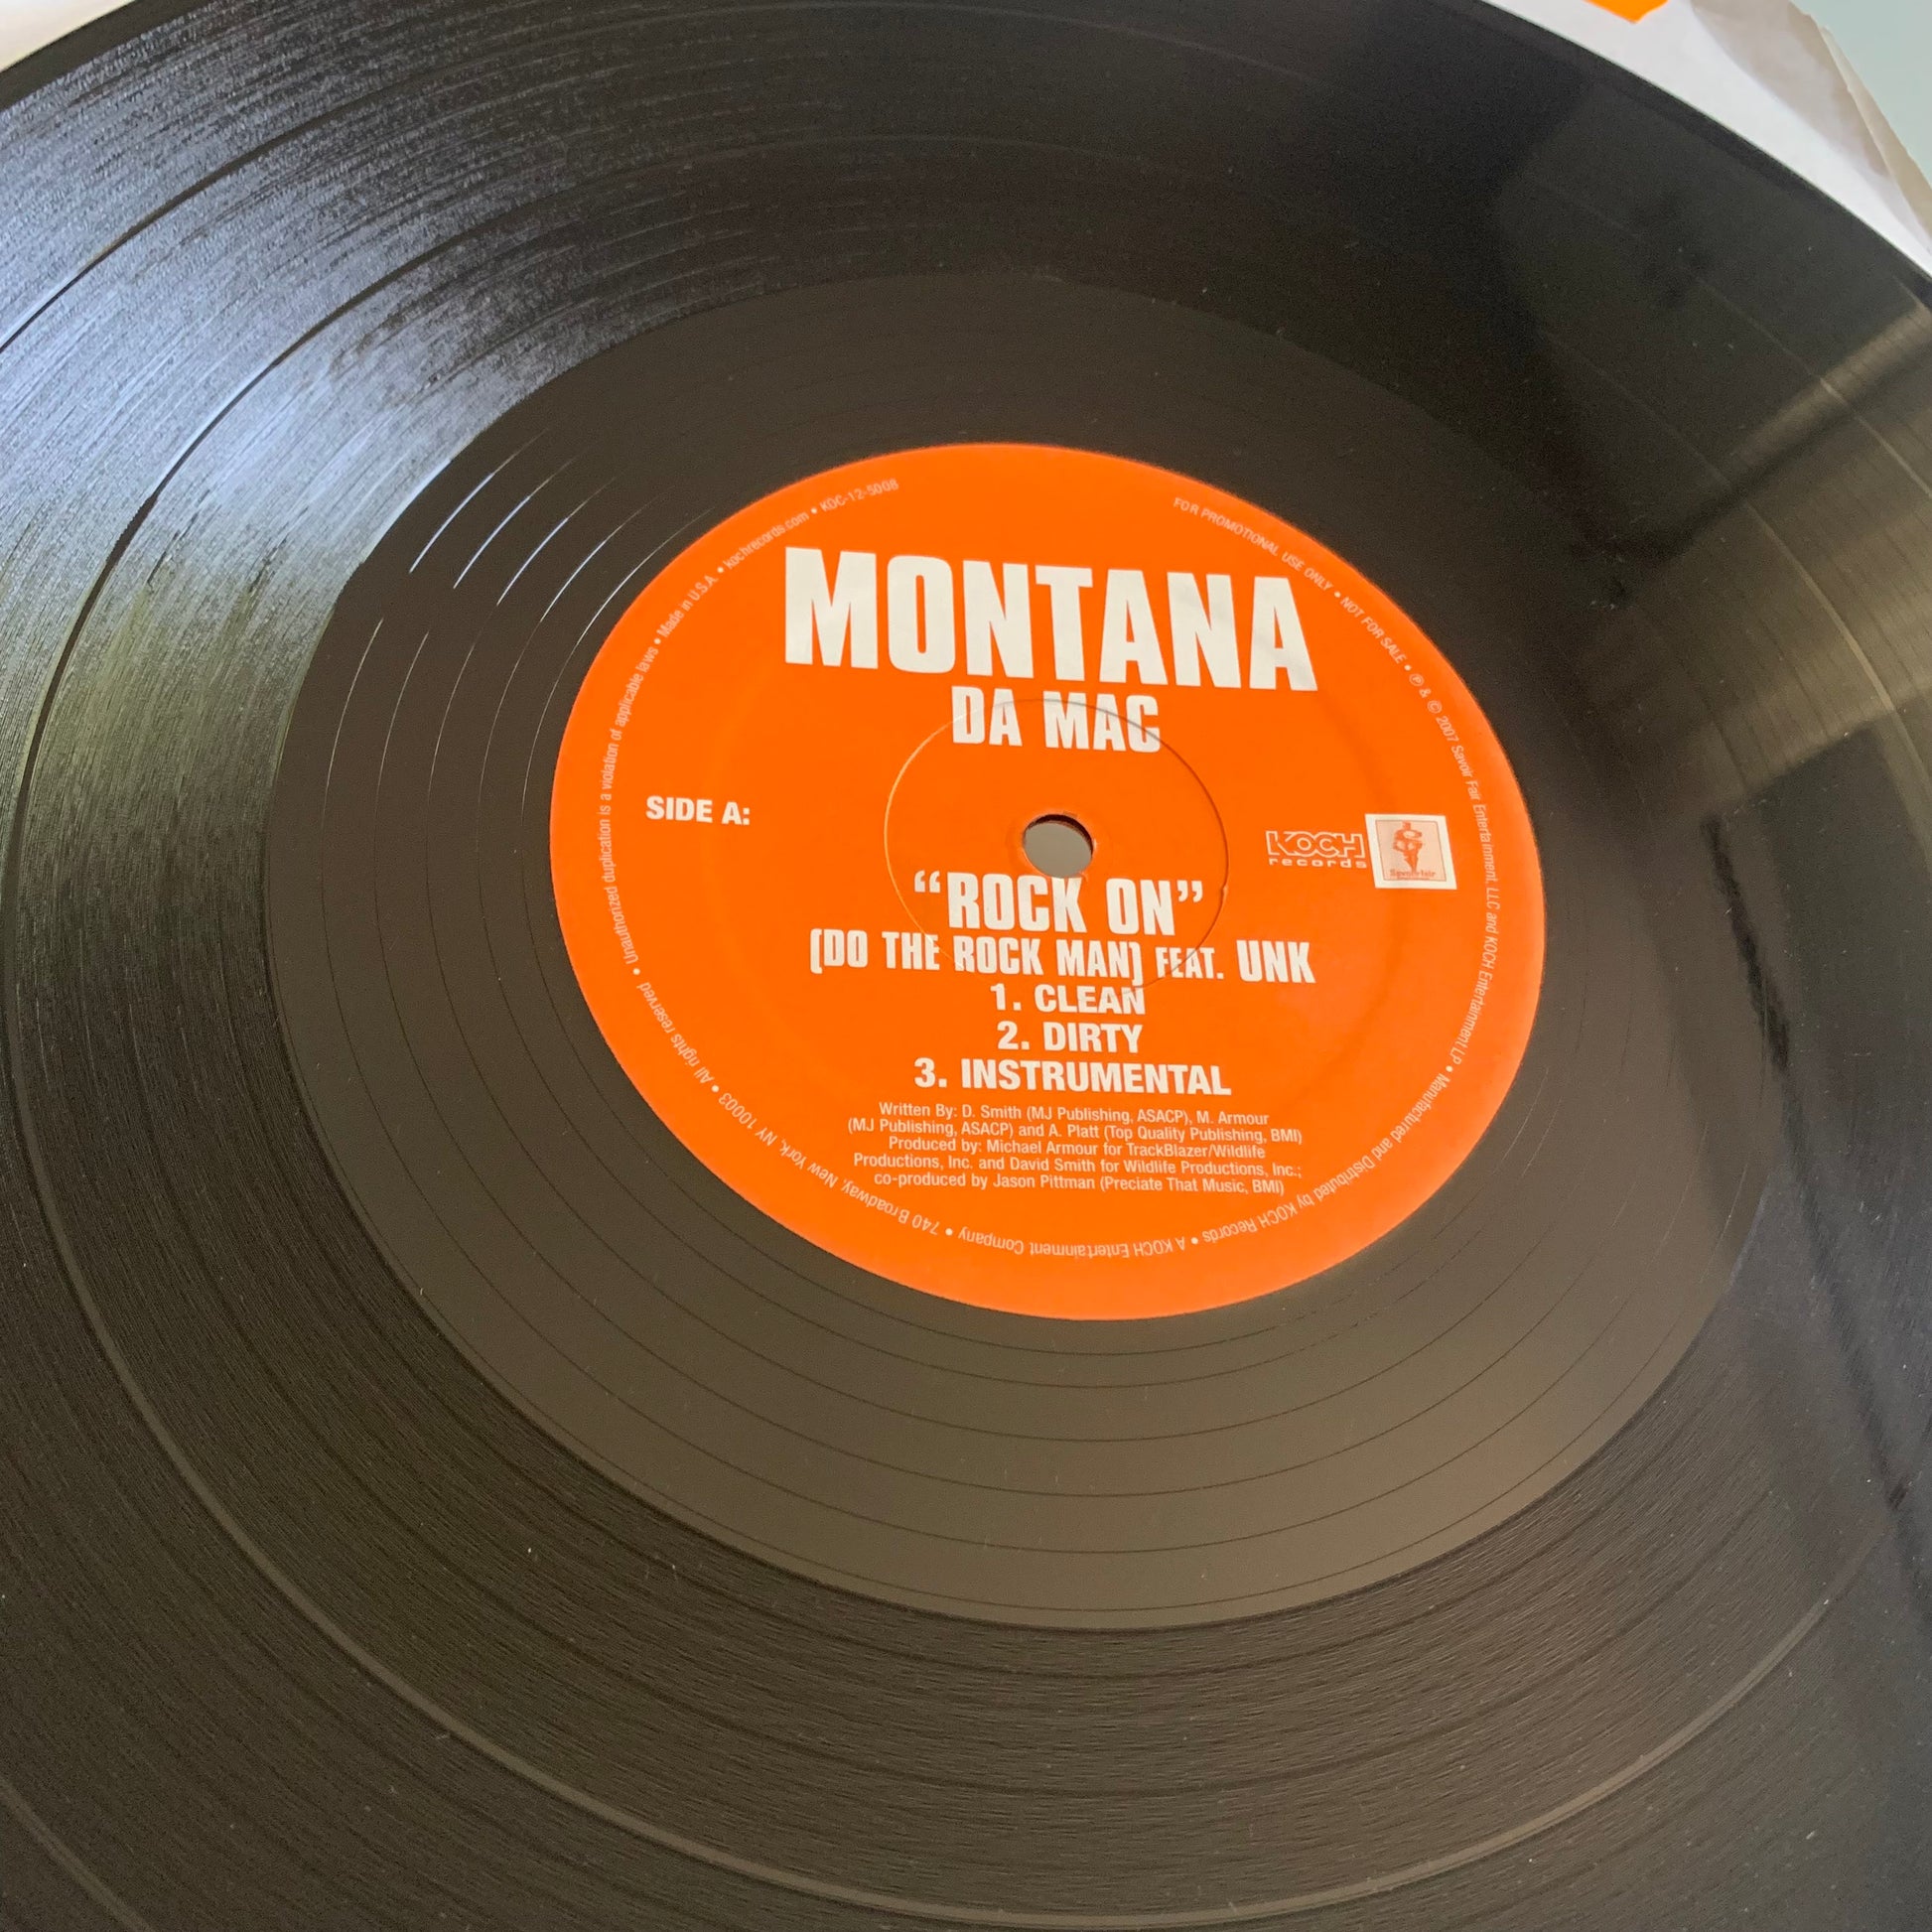 MONTANA
DA MAC
SIDE A:
KOCH
records
Savoir fair
“ROCK ON”
(DO THE ROCK MAN) FEAT. UNK
1. CLEAN
2. DIRTY
3. INSTRUMENTAL
Written By: D. Smith (MJ Publishing, ASACP), M. Armour
(MJ Publishing, ASACP) and A. Platt (Top Quality Publishing, BMI)
Produced by: Michael Armour for TrackBlazer/Wildlife
Productions, Inc. and David Smith for Wildlife Productions, Inc.;
co-produced by Jason Pittman (Preciate That Music, BMI)
FOR PROMOTIONAL USE ONLY • NOT FOR SALE • ℗ & © 2007 Savoir Fair Entertainment, LLC and KOCH Entertainment LP • Manufactured and Distributed by KOCH Records • A KOCH Entertainment Company • 740 Broadway, New York, NY 10003 • All rights reserved • Unauthorized duplication is a violation of applicable laws • Made in U.S.A. • kochrecords.com • KDC-12-5008